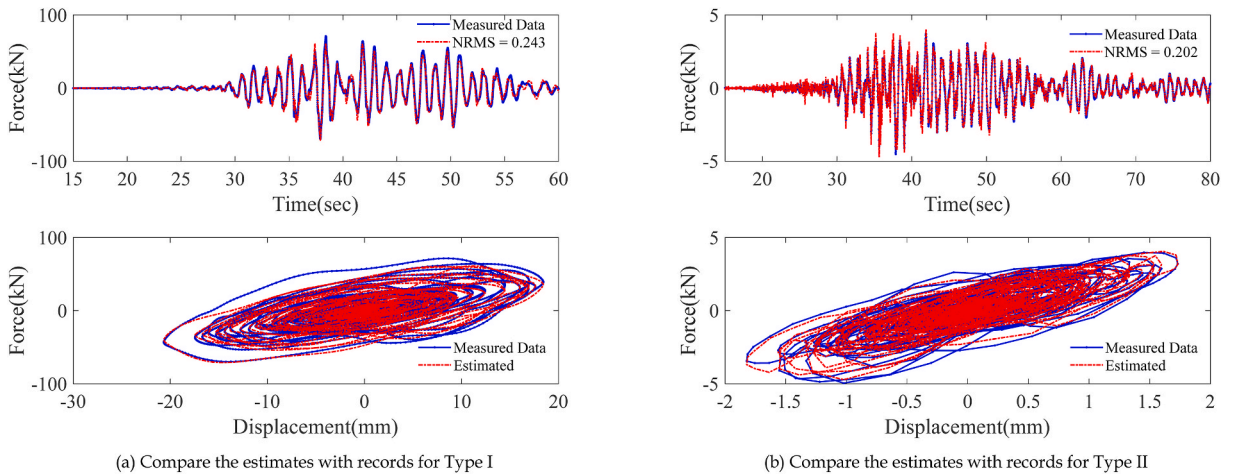 100
0
-100
Force(kN)
Measured Data
NRMS = 0.243
15 20 25 30 35 40 45 50 55 60
Time(sec)
100
0
-100
Force(kN)
Measured Data
Estimated
-30 -20 -10 0 10 20
Displacement(mm)
(a) Compare the estimates with records for Type I
5
0
-5
Force(kN)
Measured Data
NRMS = 0.202
20 30 40 50 60 70 80
Time(sec)
5
0
-5
Force(kN)
Measured Data
Estimated
-2 -1.5 -1 -0.5 0 0.5 1 1.5 2
Displacement(mm)
(b) Compare the estimates with records for Type II